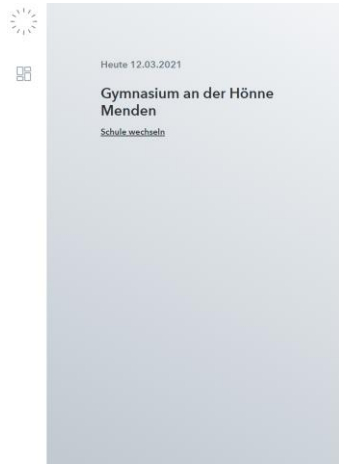 Heute 12.03.2021
Gymnasium an der Hönne
Menden
Schule wechseln